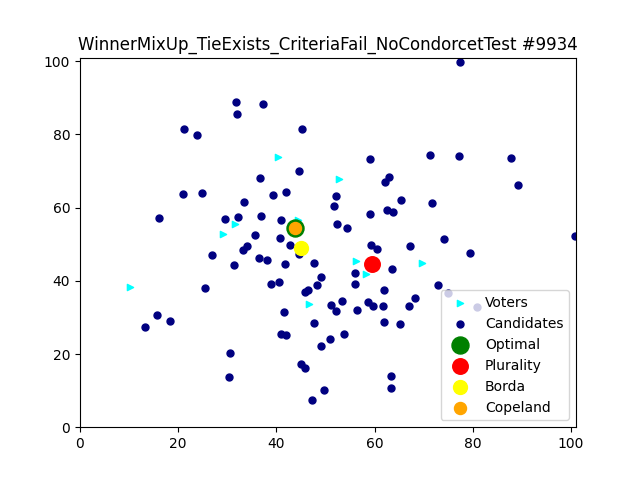 WinnerMixUp_TieExists_CriteriaFail_NoCondorcetTest #9934
100
80
60
40
20
0
0 20 40 60 80 100
Voters
Candidates
Optimal
Plurality
Borda
Copeland